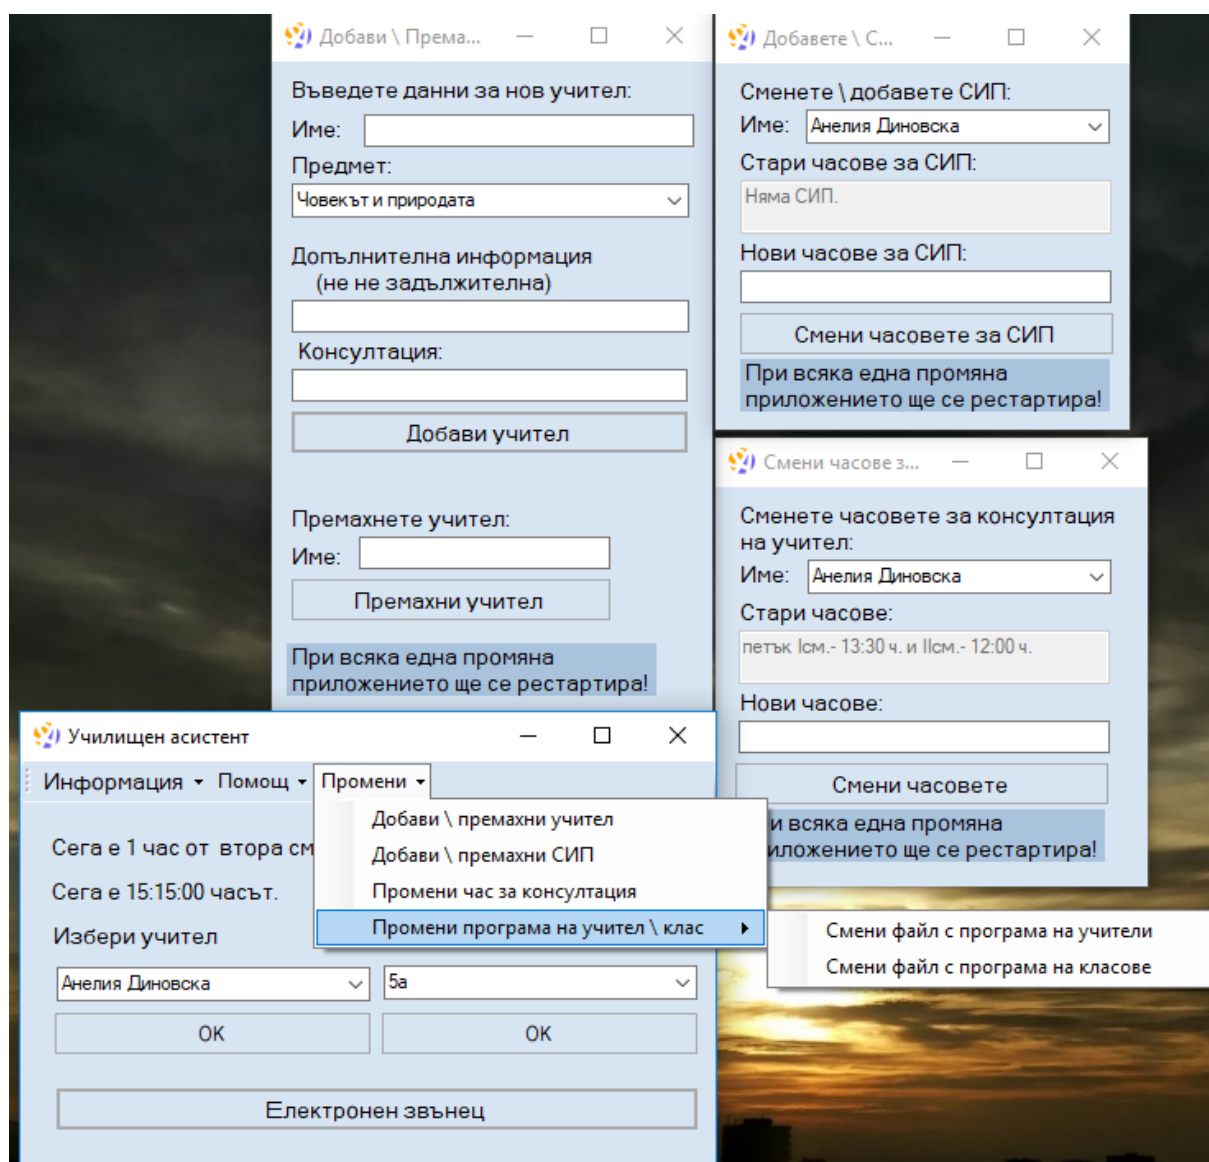 Добави \ Према...
Въведете данни за нов учител:
Име:
Предмет:
Човекът и природата
Допълнителна информация
(не не задължителна)
Консултация:
Добави учител
Премахнете учител:
Име:
Премахни учител
При всяка една промяна
приложението ще се рестартира!
Добавете \ С...
Сменете \ добавете СИП:
Име: Анелия Диновска
Стари часове за СИП:
Няма СИП.
Нови часове за СИП:
Смени часовете за СИП
При всяка една промяна
приложението ще се рестартира!
Смени часове з...
Сменете часовете за консултация
на учител:
Име: Анелия Диновска
Стари часове:
петък Iсм.- 13:30 ч. и IIсм.- 12:00 ч.
Нови часове:
Смени часовете
и всяка една промяна
иложението ще се рестартира!
Училищен асистент
Информация Помощ Промени
Добави \ премахни учител
Добави \ премахни СИП
Промени час за консултация
Промени програма на учител \ клас
Смени файл с програма на учители
Смени файл с програма на класове
Сега е 1 час от втора см
Сега е 15:15:00 часът.
Избери учител
Анелия Диновска 5а
OK OK
Електронен звънец